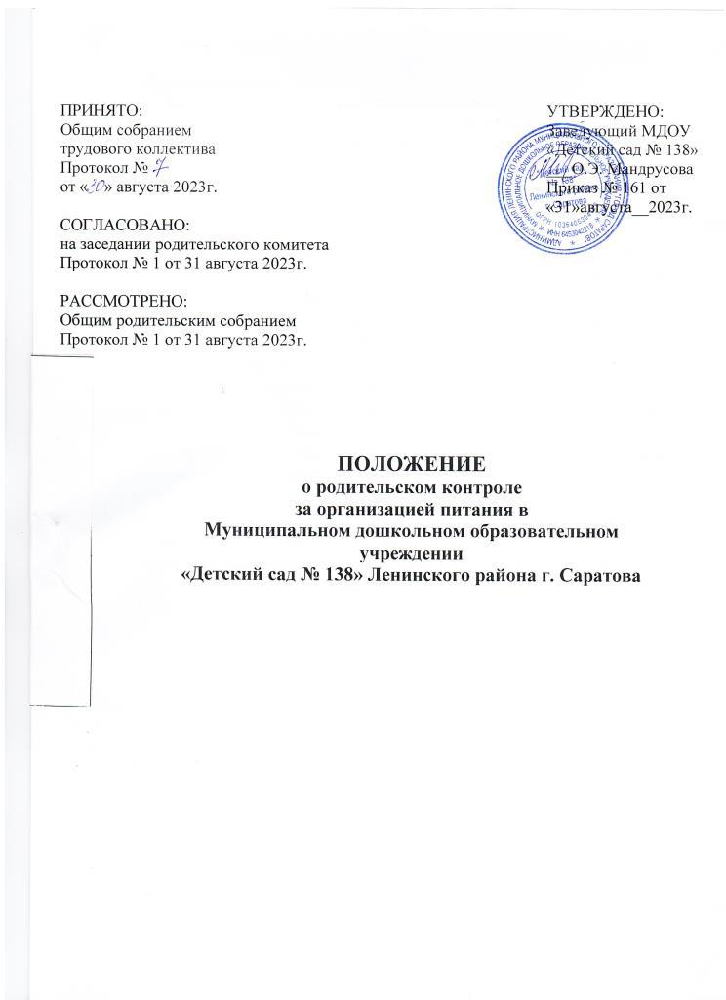 ПРИНЯТО:
Общим собранием
трудового коллектива
Протокол № 7
от «30» августа 2023г.
СОГЛАСОВАНО:
на заседании родительского комитета
Протокол № 1 от 31 августа 2023г.
РАССМОТРЕНО:
Общим родительским собранием
Протокол № 1 от 31 августа 2023г.
УТВЕРЖДЕНО:
Заведующий МДОУ
«Детский сад № 138»
О.Э. Мандрусова
Приказ № 161 от
«31»августа__2023г.
ПОЛОЖЕНИЕ
о родительском контроле
за организацией питания в
Муниципальном дошкольном образовательном
учреждении
«Детский сад № 138» Ленинского района г. Саратова